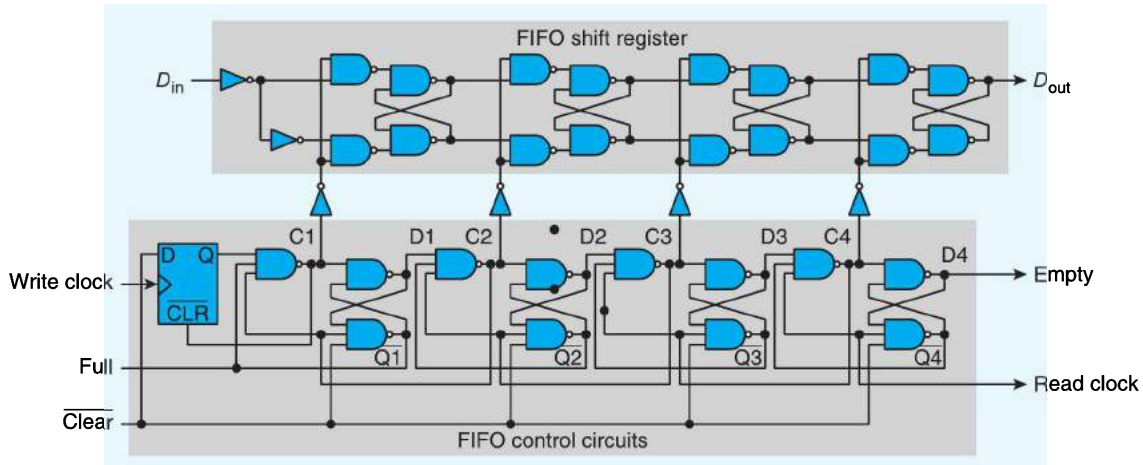 FIFO shift register
Din
Dout
C1
D1
C2
D2
C3
D3
C4
D4
D
Q
Write clock
CLR
Empty
Q1
Q2
Q3
Q4
Full
Read clock
Clear
FIFO control circuits